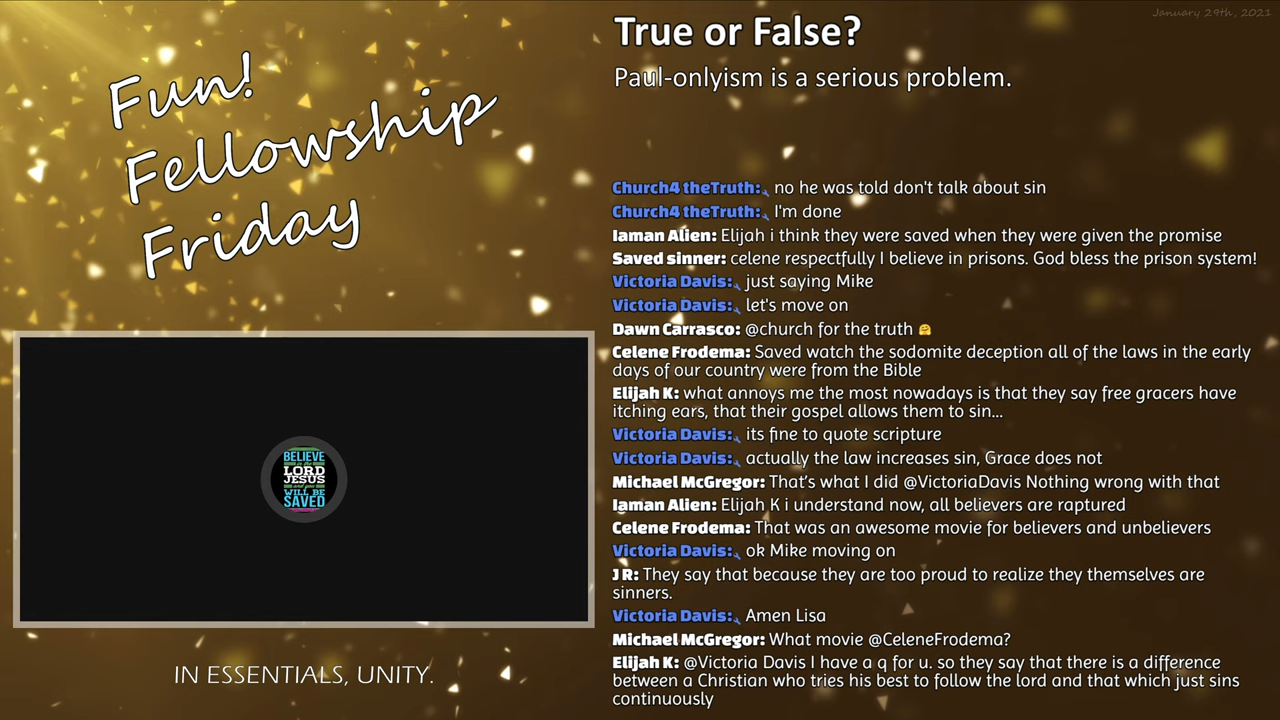 January 29th, 2021
Fun!
Fellowship
Friday
True or False?
Paul-onlyism is a serious problem.
Church4 theTruth: no he was told don't talk about sin
Church4 theTruth: I'm done
Iaman Alien: Elijah i think they were saved when they were given the promise
Saved sinner: celene respectfully I believe in prisons. God bless the prison system!
Victoria Davis: just saying Mike
Victoria Davis: let's move on
Dawn Carrasco: @church for the truth 🤗
Celene Frodema: Saved watch the sodomite deception all of the laws in the early
days of our country were from the Bible
Elijah K: what annoys me the most nowadays is that they say free gracers have
itching ears, that their gospel allows them to sin...
Victoria Davis: its fine to quote scripture
Victoria Davis: actually the law increases sin, Grace does not
Michael McGregor: That's what I did @VictoriaDavis Nothing wrong with that
Iaman Alien: Elijah K i understand now, all believers are raptured
Celene Frodema: That was an awesome movie for believers and unbelievers
Victoria Davis: ok Mike moving on
J R: They say that because they are too proud to realize they themselves are
sinners.
Victoria Davis: Amen Lisa
Michael McGregor: What movie @CeleneFrodema?
Elijah K: @Victoria Davis I have a q for u. so they say that there is a difference
between a Christian who tries his best to follow the lord and that which just sins
continuously
BELIEVE
LORD
JESUS
WILL BE
SAVED
IN ESSENTIALS, UNITY.